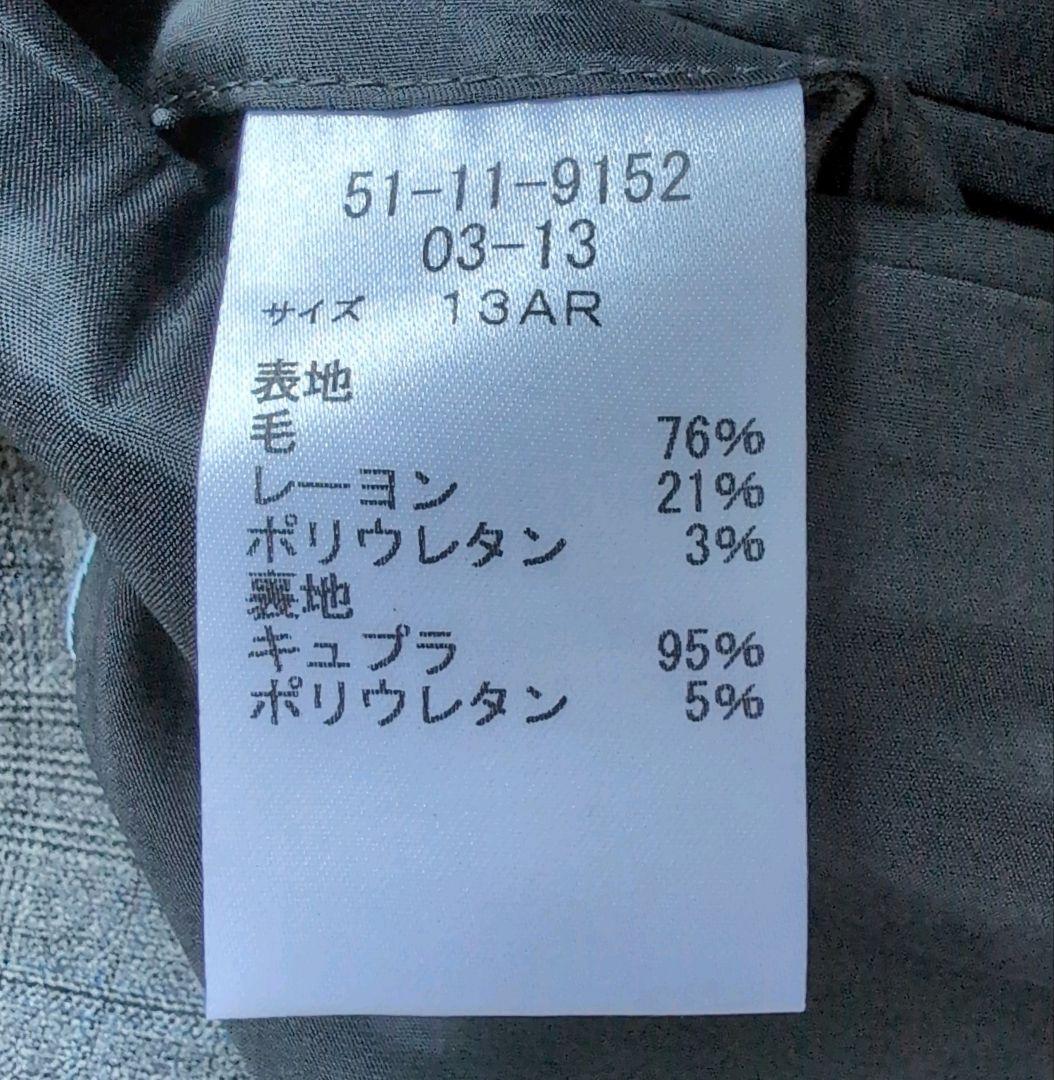 51-11-9152
03-13
サイズ 13AR
表地
毛 76%
レーヨン 21%
ポリウレタン 3%
裏地
キュプラ 95%
ポリウレタン 5%